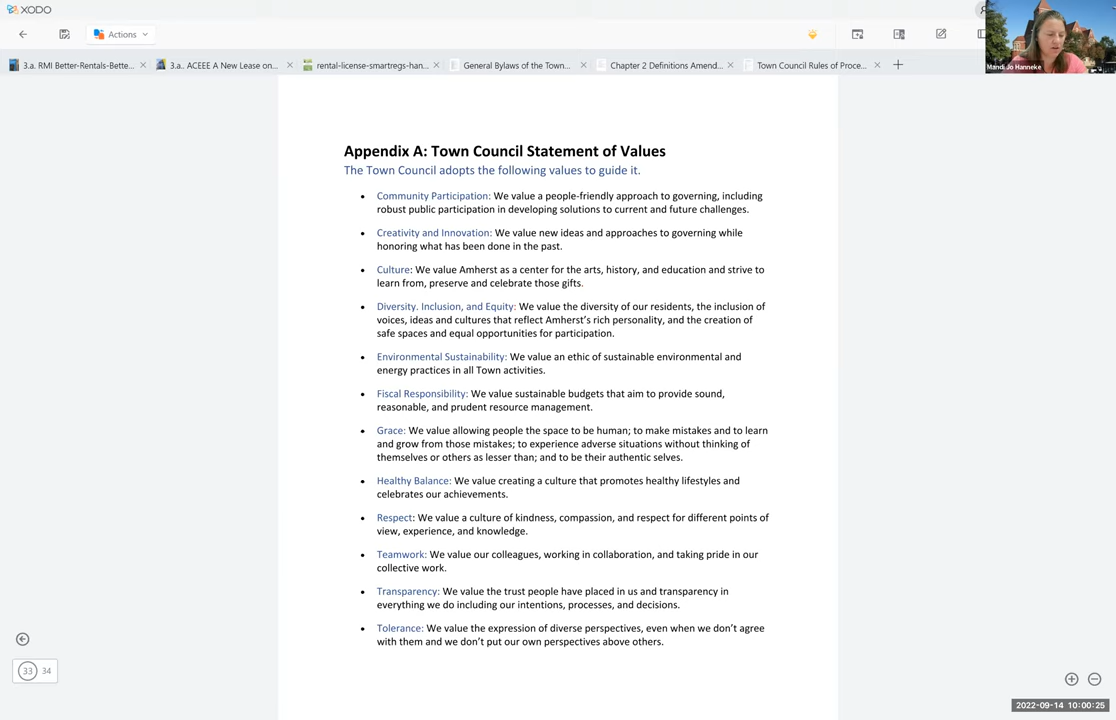 XODO
Actions
3.a. RMI Better-Rentals-Bette...
3.a.. ACEEE A New Lease on...
rental-license-smartregs-han...
General Bylaws of the Town...
Chapter 2 Definitions Amend...
Town Council Rules of Proce...
Mandi Jo Hanneke
Appendix A: Town Council Statement of Values
The Town Council adopts the following values to guide it.
• Community Participation: We value a people-friendly approach to governing, including
robust public participation in developing solutions to current and future challenges.
• Creativity and Innovation: We value new ideas and approaches to governing while
honoring what has been done in the past.
• Culture: We value Amherst as a center for the arts, history, and education and strive to
learn from, preserve and celebrate those gifts.
• Diversity. Inclusion, and Equity: We value the diversity of our residents, the inclusion of
voices, ideas and cultures that reflect Amherst's rich personality, and the creation of
safe spaces and equal opportunities for participation.
• Environmental Sustainability: We value an ethic of sustainable environmental and
energy practices in all Town activities.
• Fiscal Responsibility: We value sustainable budgets that aim to provide sound,
reasonable, and prudent resource management.
• Grace: We value allowing people the space to be human; to make mistakes and to learn
and grow from those mistakes; to experience adverse situations without thinking of
themselves or others as lesser than; and to be their authentic selves.
• Healthy Balance: We value creating a culture that promotes healthy lifestyles and
celebrates our achievements.
• Respect: We value a culture of kindness, compassion, and respect for different points of
view, experience, and knowledge.
• Teamwork: We value our colleagues, working in collaboration, and taking pride in our
collective work.
• Transparency: We value the trust people have placed in us and transparency in
everything we do including our intentions, processes, and decisions.
• Tolerance: We value the expression of diverse perspectives, even when we don't agree
with them and we don't put our own perspectives above others.
33 34
2022-09-14 10:00:25